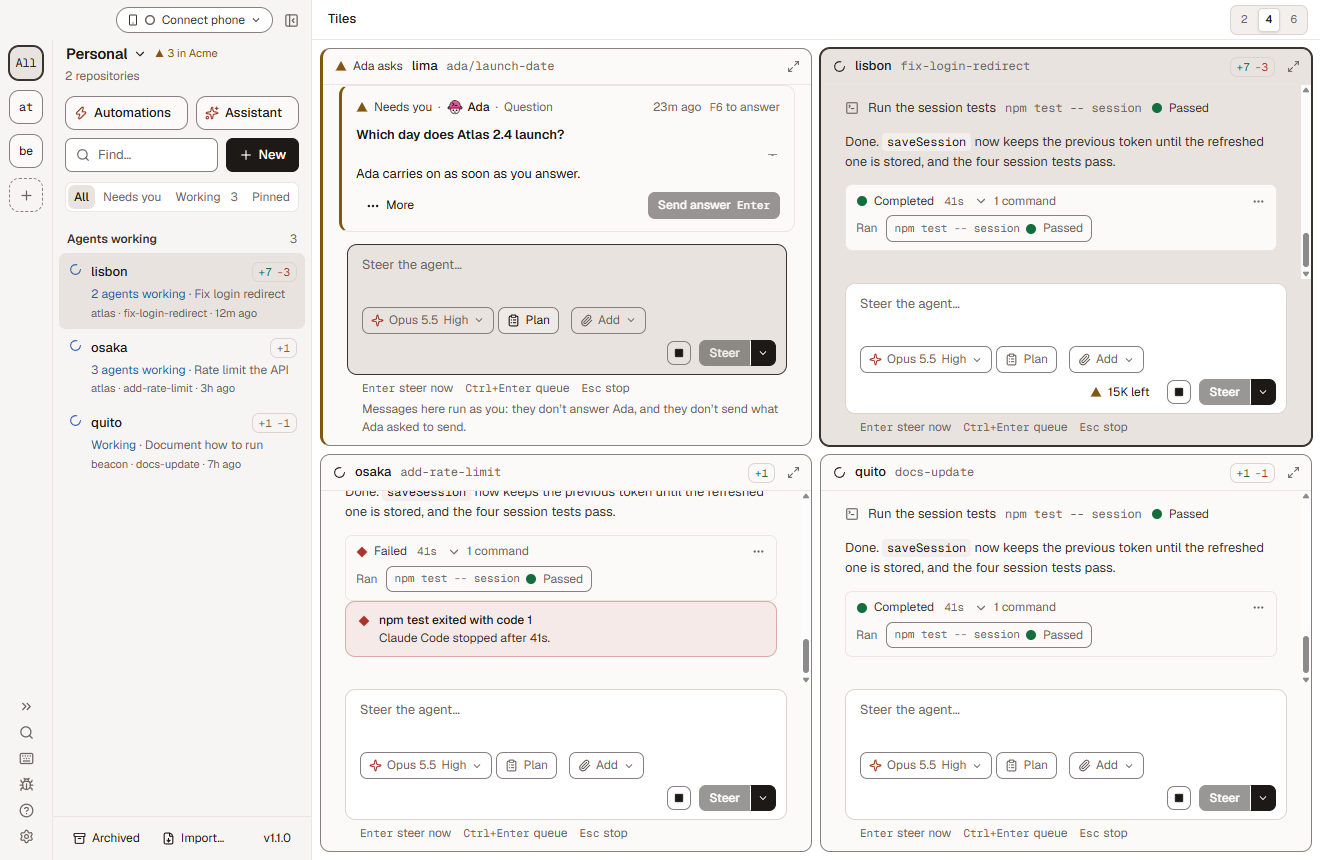 Connect phone
Tiles
2 4 6
All
at
be
Personal
3 in Acme
2 repositories
Automations
Assistant
Find...
New
All Needs you Working 3 Pinned
Agents working 3
lisbon +7 -3
2 agents working · Fix login redirect
atlas · fix-login-redirect · 12m ago
osaka +1
3 agents working · Rate limit the API
atlas · add-rate-limit · 3h ago
quito +1 -1
Working · Document how to run
beacon · docs-update · 7h ago
Archived
Import...
v1.1.0
Ada asks lima ada/launch-date
Needs you · Ada · Question 23m ago F6 to answer
Which day does Atlas 2.4 launch?
Ada carries on as soon as you answer.
More
Send answer Enter
Steer the agent...
Opus 5.5 High Plan Add
Steer
Enter steer now Ctrl+Enter queue Esc stop
Messages here run as you: they don't answer Ada, and they don't send what
Ada asked to send.
lisbon fix-login-redirect +7 -3
Run the session tests npm test -- session Passed
Done. saveSession now keeps the previous token until the refreshed
one is stored, and the four session tests pass.
Completed 41s 1 command
Ran npm test -- session Passed
Steer the agent...
Opus 5.5 High Plan Add
15K left Steer
Enter steer now Ctrl+Enter queue Esc stop
osaka add-rate-limit +1
Done. saveSession now keeps the previous token until the refreshed
one is stored, and the four session tests pass.
Failed 41s 1 command
Ran npm test -- session Passed
npm test exited with code 1
Claude Code stopped after 41s.
Steer the agent...
Opus 5.5 High Plan Add
Steer
Enter steer now Ctrl+Enter queue Esc stop
quito docs-update +1 -1
Run the session tests npm test -- session Passed
Done. saveSession now keeps the previous token until the refreshed
one is stored, and the four session tests pass.
Completed 41s 1 command
Ran npm test -- session Passed
Steer the agent...
Opus 5.5 High Plan Add
Steer
Enter steer now Ctrl+Enter queue Esc stop